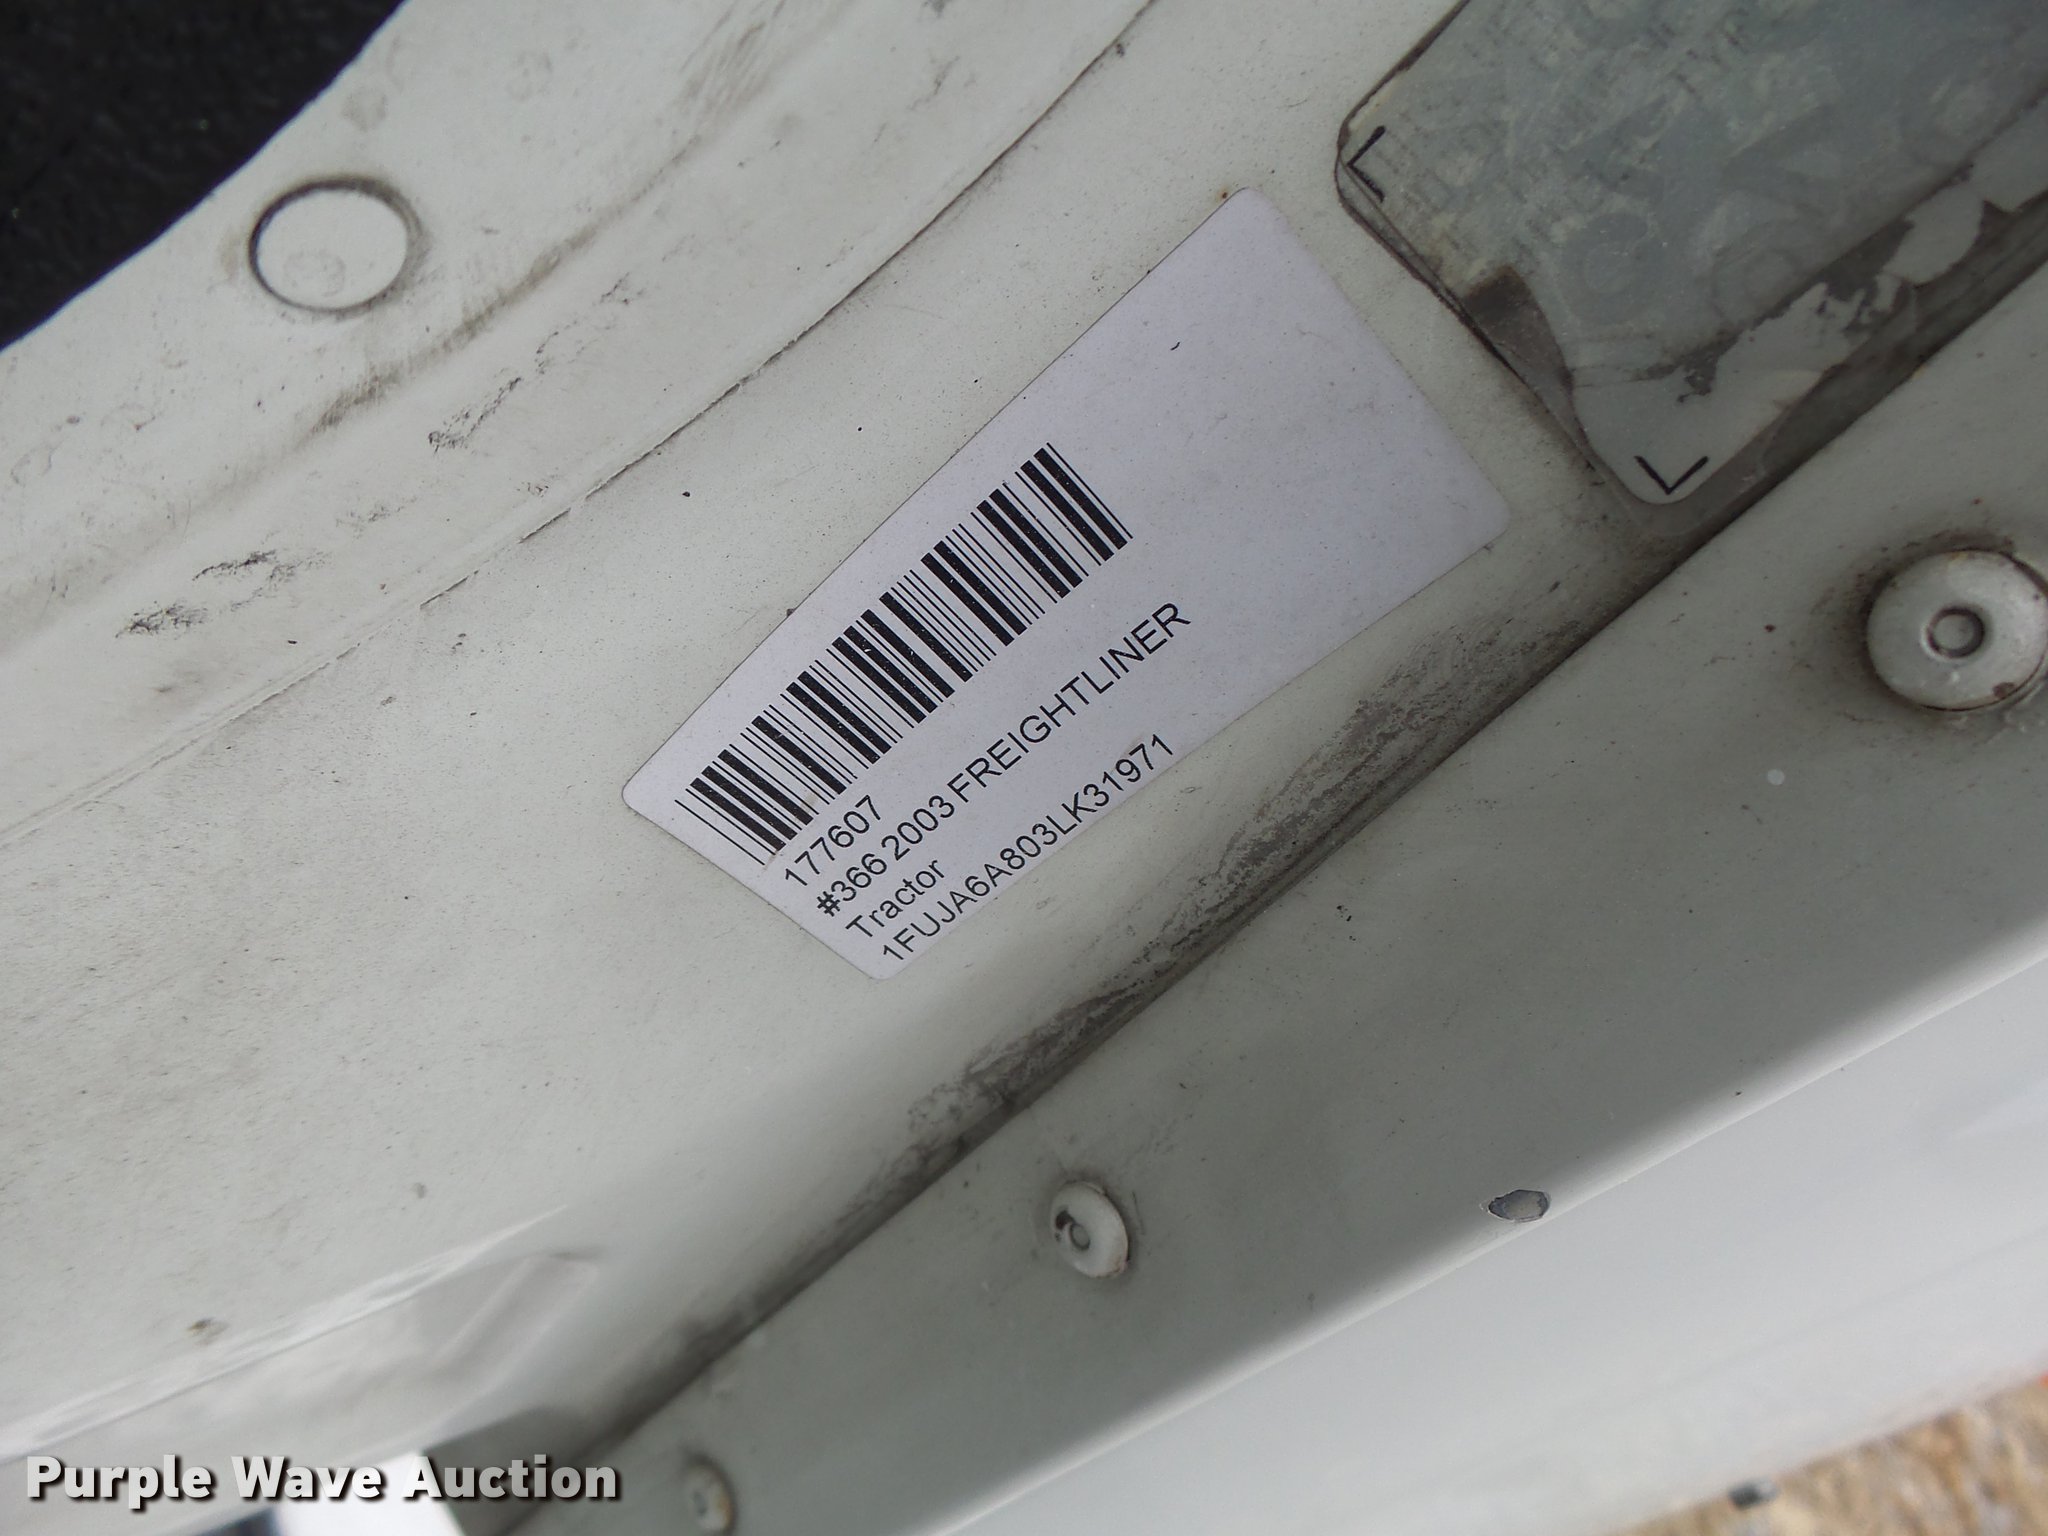 177607
#366 2003 FREIGHTLINER
Tractor
1FUJA6A803LK31971
Purple Wave Auction